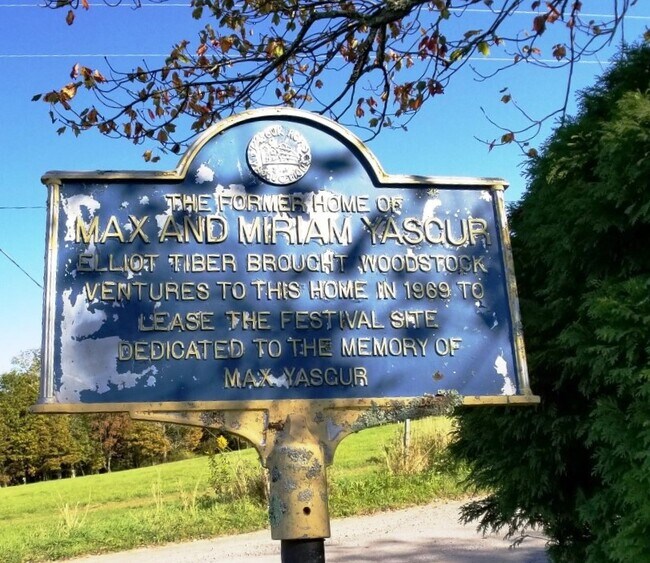 THE FORMER HOME OF
MAX AND MIRIAM YASGUR
ELLIOT TIBER BROUGHT WOODSTOCK
VENTURES TO THIS HOME IN 1969 TO
LEASE THE FESTIVAL SITE
DEDICATED TO THE MEMORY OF
MAX YASGUR